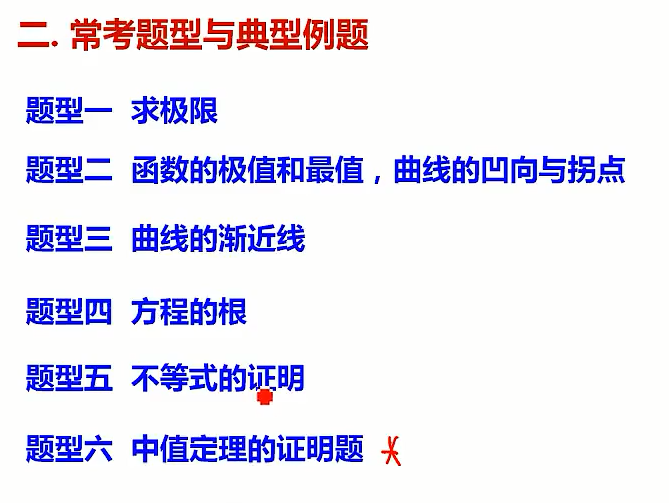 二. 常考题型与典型例题
题型一 求极限
题型二 函数的极值和最值，曲线的凹向与拐点
题型三 曲线的渐近线
题型四 方程的根
题型五 不等式的证明
题型六 中值定理的证明题